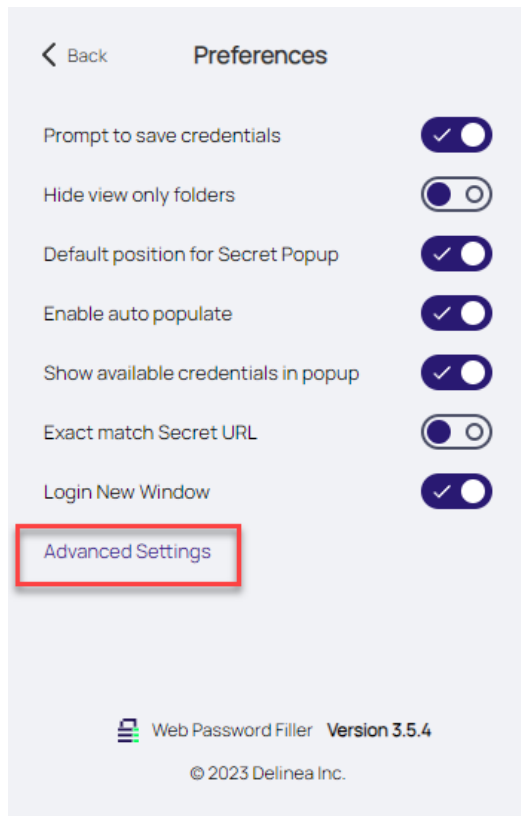 Back Preferences
Prompt to save credentials
Hide view only folders
Default position for Secret Popup
Enable auto populate
Show available credentials in popup
Exact match Secret URL
Login New Window
Advanced Settings
Web Password Filler Version 3.5.4
© 2023 Delinea Inc.